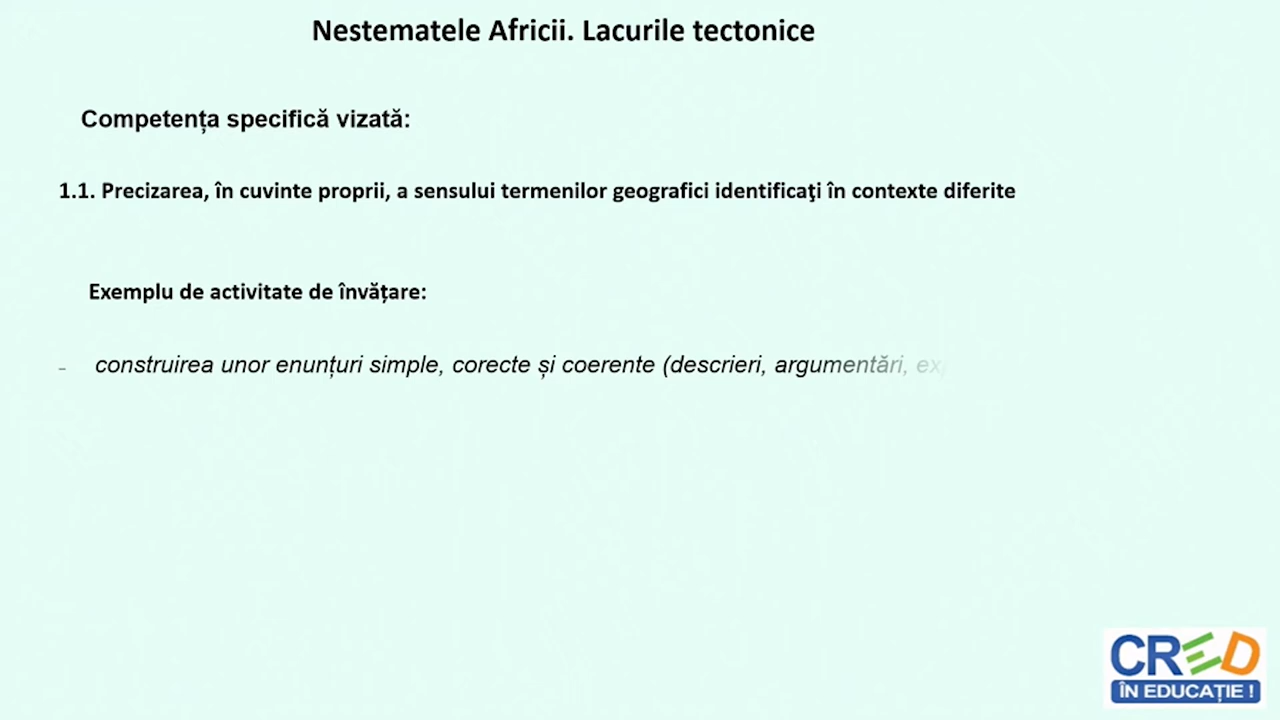 Nestematele Africii. Lacurile tectonice
Competența specifică vizată:
1.1. Precizarea, în cuvinte proprii, a sensului termenilor geografici identificaţi în contexte diferite
Exemplu de activitate de învățare:
- construirea unor enunțuri simple, corecte și coerente (descrieri, argumentări,
CRED
ÎN EDUCAȚIE !